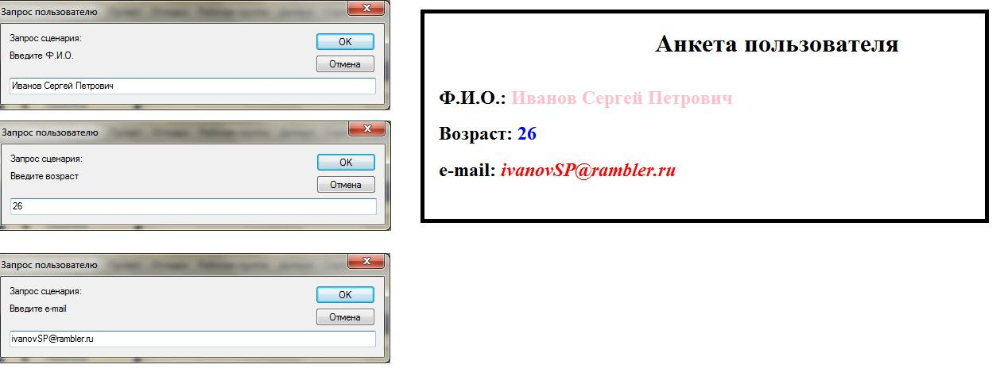 Запрос пользователю
Запрос сценария:
Введите Ф.И.О.
OK
Отмена
Иванов Сергей Петрович
Запрос пользователю
Запрос сценария:
Введите возраст
OK
Отмена
26
Запрос пользователю
Запрос сценария:
Введите e-mail
OK
Отмена
ivanovSP@rambler.ru
Анкета пользователя
Ф.И.О.: Иванов Сергей Петрович
Возраст: 26
e-mail: ivanovSP@rambler.ru